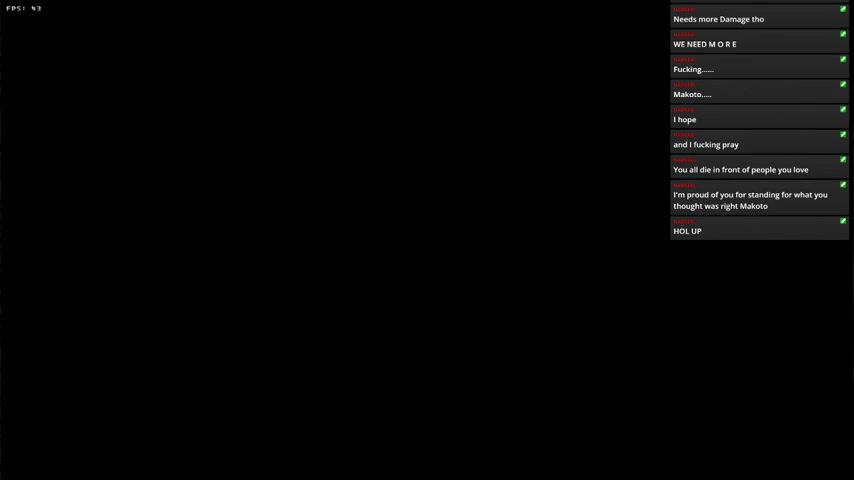 FPS: 43
Needs more Damage tho
WE NEED M O R E
Fucking......
Makoto.....
I hope
and I fucking pray
You all die in front of people you love
I'm proud of you for standing for what you
thought was right Makoto
HOL UP